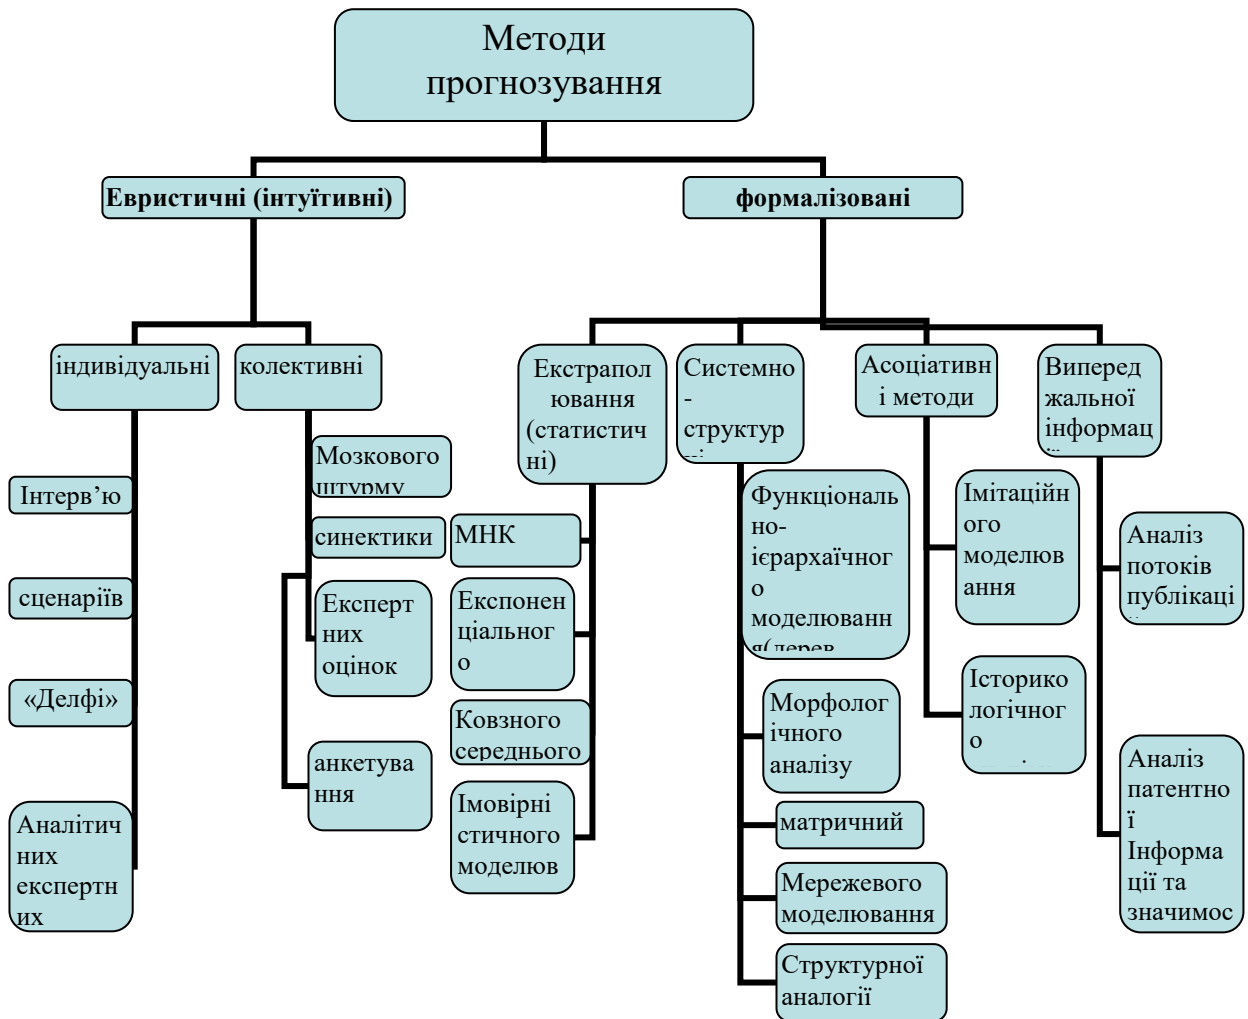 Методи
прогнозування
Евристичні (інтуїтивні)
формалізовані
індивідуальні
колективні
Екстрапол
ювання
(статистич
ні)
Системно
-
структур
Асоціативн
і методи
Виперед
жальної
інформац
Інтерв’ю
сценаріїв
«Делфі»
Аналітич
них
експертн
их
Мозкового
штурму
синектики
Експерт
них
оцінок
анкетува
ння
МНК
Експонен
ціальног
о
Ковзного
середнього
Імовірні
стичного
моделюв
Функціональ
но-
ієрархаїчног
о
моделюванн
я(дерев
Морфолог
ічного
аналізу
матричний
Мережевого
моделювання
Структурної
аналогії
Імітаційн
ого
моделюв
ання
Історико
логічног
о
Аналіз
потоків
публікаці
Аналіз
патентно
ї
Інформа
ції та
значимос